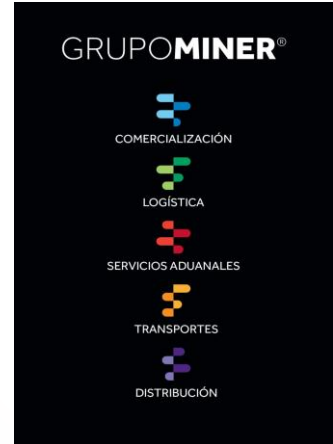 GRUPOMINER®
COMERCIALIZACIÓN
LOGÍSTICA
SERVICIOS ADUANALES
TRANSPORTES
DISTRIBUCIÓN